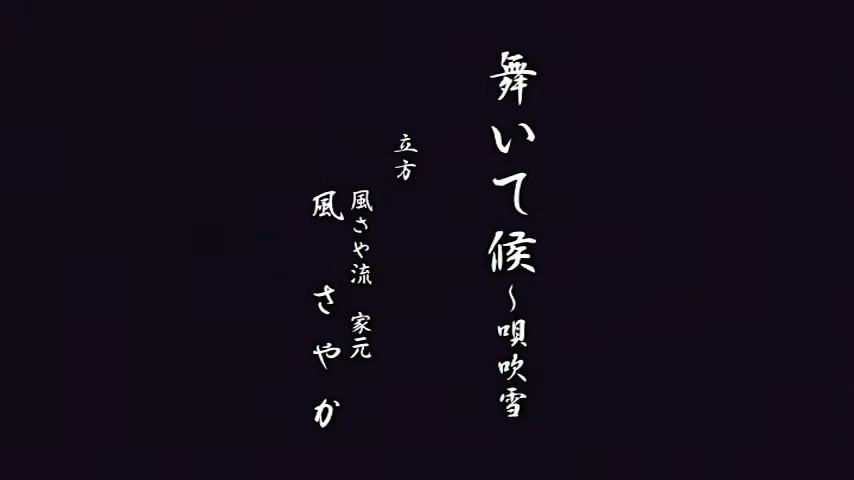 舞いて候～唄吹雪
立方
風さや流 家元
風 さやか